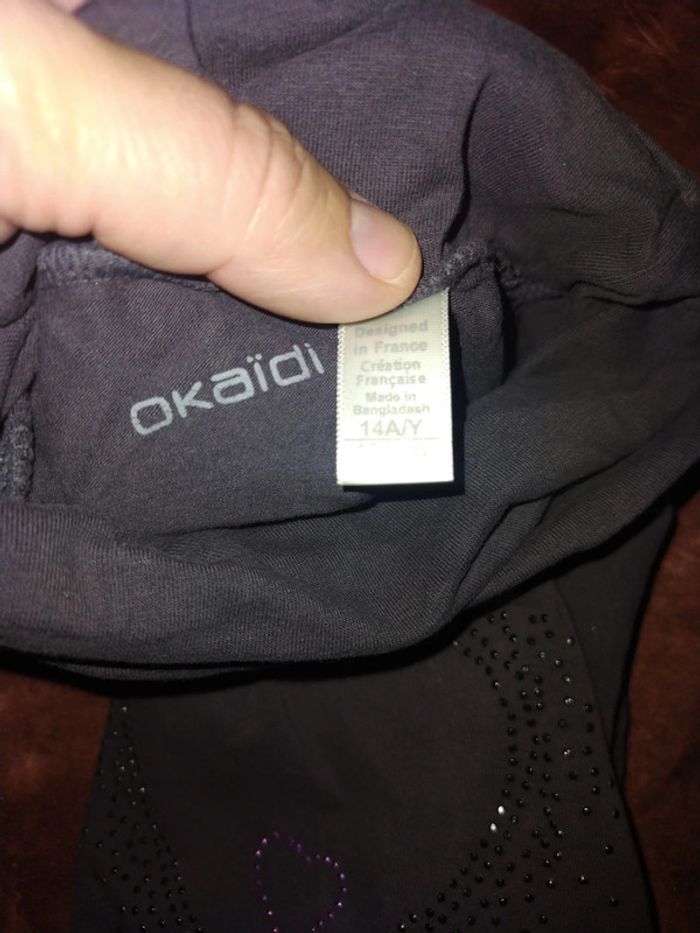 okaïdi
Designed
in France
Création
Française
Made in
Bangladesh
14A/Y